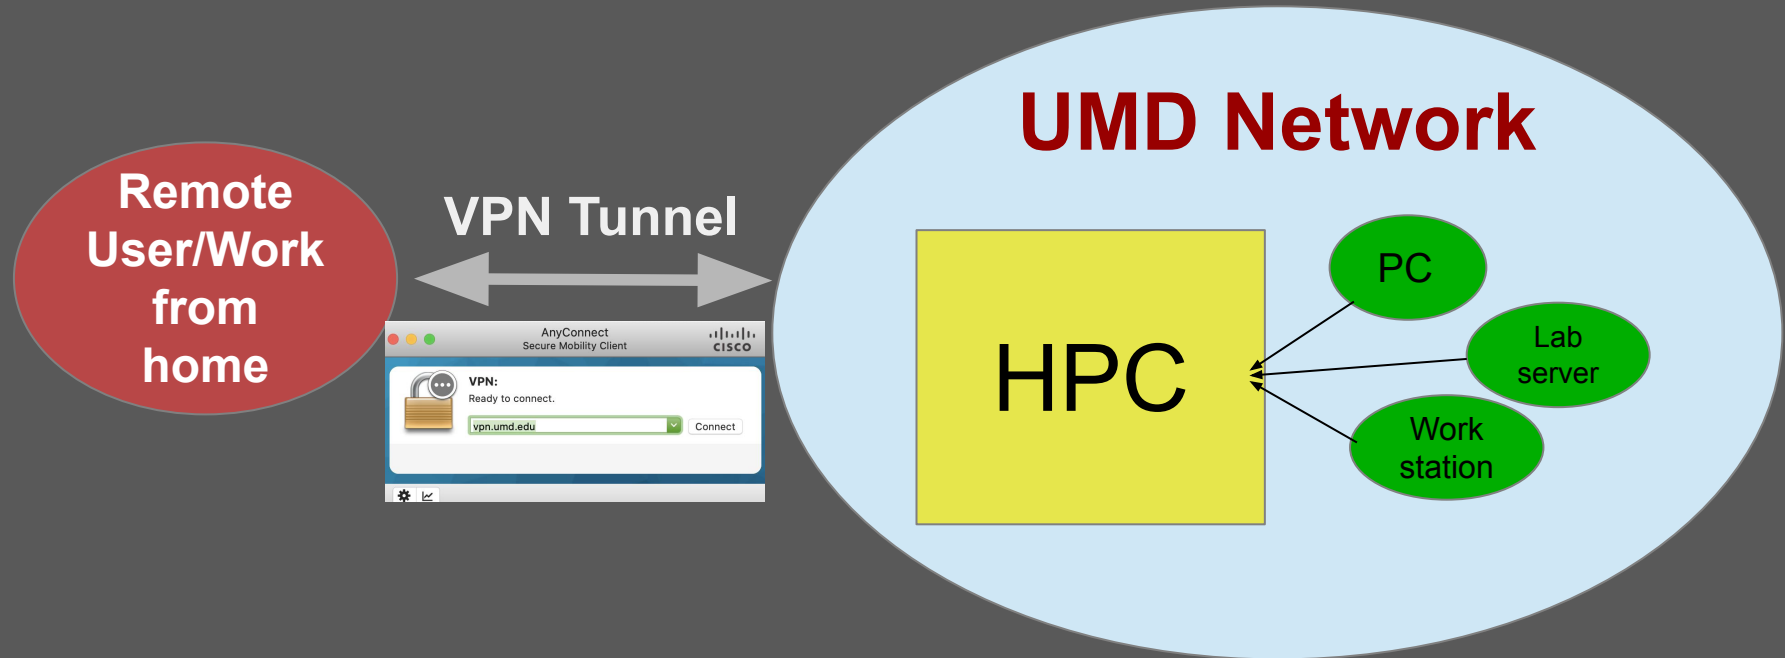 UMD Network
Remote
User/Work
from
home
VPN Tunnel
AnyConnect
Secure Mobility Client
CISCO
VPN:
Ready to connect.
vpn.umd.edu
Connect
HPC
PC
Lab
server
Work
station